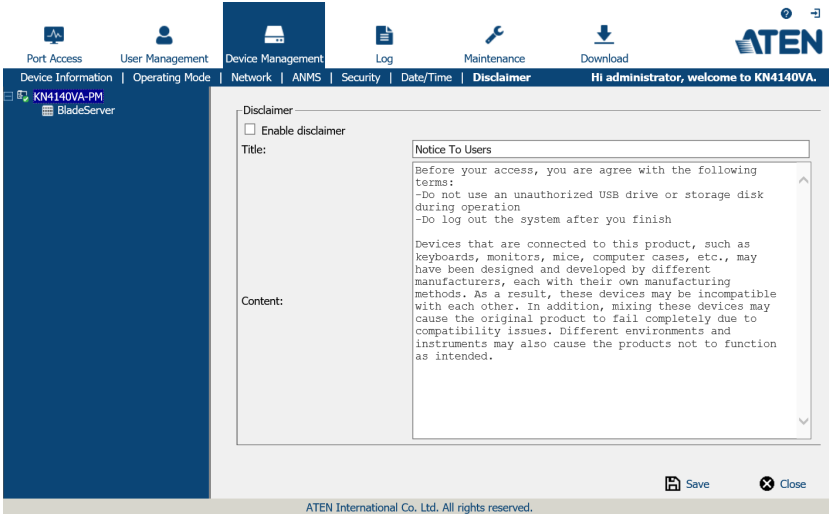 ATEN
Port Access
User Management
Device Management
Log
Maintenance
Download
Device Information | Operating Mode | Network | ANMS | Security | Date/Time | Disclaimer
Hi administrator, welcome to KN4140VA.
KN4140VA-PM
BladeServer
Disclaimer
Enable disclaimer
Title:
Notice To Users
Content:
Before your access, you are agree with the following
terms:
-Do not use an unauthorized USB drive or storage disk
during operation
-Do log out the system after you finish
Devices that are connected to this product, such as
keyboards, monitors, mice, computer cases, etc., may
have been designed and developed by different
manufacturers, each with their own manufacturing
methods. As a result, these devices may be incompatible
with each other. In addition, mixing these devices may
cause the original product to fail completely due to
compatibility issues. Different environments and
instruments may also cause the products not to function
as intended.
Save
Close
ATEN International Co. Ltd. All rights reserved.